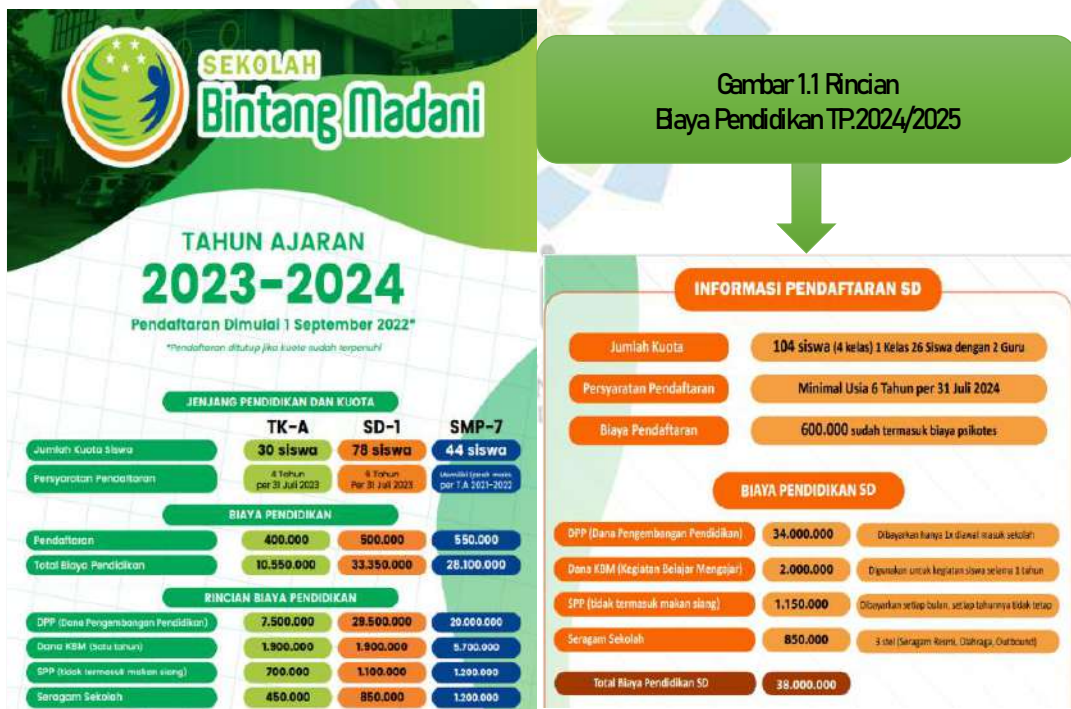 SEKOLAH
Bintang Madani
TAHUN AJARAN
2023-2024
Pendaftaran Dimulai 1 September 2022*
*Pendaftaran ditutup jika kuota sudah terpenuhi
JENJANG PENDIDIKAN DAN KUOTA
TK-A SD-1 SMP-7
Jumlah Kuota Siswa 30 siswa 78 siswa 44 siswa
Persyaratan Pendaftaran 4 Tahun per 31 Juli 2023 6 Tahun Per 31 Juli 2023 per T.A 2021-2022
BIAYA PENDIDIKAN
Pendaftaran 400.000 500.000 550.000
Total Biaya Pendidikan 10.550.000 33.350.000 28.100.000
RINCIAN BIAYA PENDIDIKAN
DPP (Dana Pengembangan Pendidikan) 7.500.000 29.500.000 20.000.000
Dana KBM (Satu tahun) 1.900.000 1.900.000 5.700.000
SPP (tidak termasuk makan siang) 700.000 1.100.000 1.200.000
Seragam Sekolah 450.000 850.000 1.200.000
Gambar 1.1 Rincian
Biaya Pendidikan TP.2024/2025
INFORMASI PENDAFTARAN SD
Jumlah Kuota 104 siswa (4 kelas) 1 Kelas 26 Siswa dengan 2 Guru
Persyaratan Pendaftaran Minimal Usia 6 Tahun per 31 Juli 2024
Biaya Pendaftaran 600.000 sudah termasuk biaya psikotes
BIAYA PENDIDIKAN SD
DPP (Dana Pengembangan Pendidikan) 34.000.000 Dibayarkan hanya 1x diawal masuk sekolah
Dana KBM (Kegiatan Belajar Mengajar) 2.000.000 Digunakan untuk kegiatan siswa selama 1 tahun
SPP (tidak termasuk makan siang) 1.150.000 Dibayarkan setiap bulan, setiap tahunnya tidak tetap
Seragam Sekolah 850.000 3 stel (Seragam Resmi, Olahraga, Outbound)
Total Biaya Pendidikan SD 38.000.000